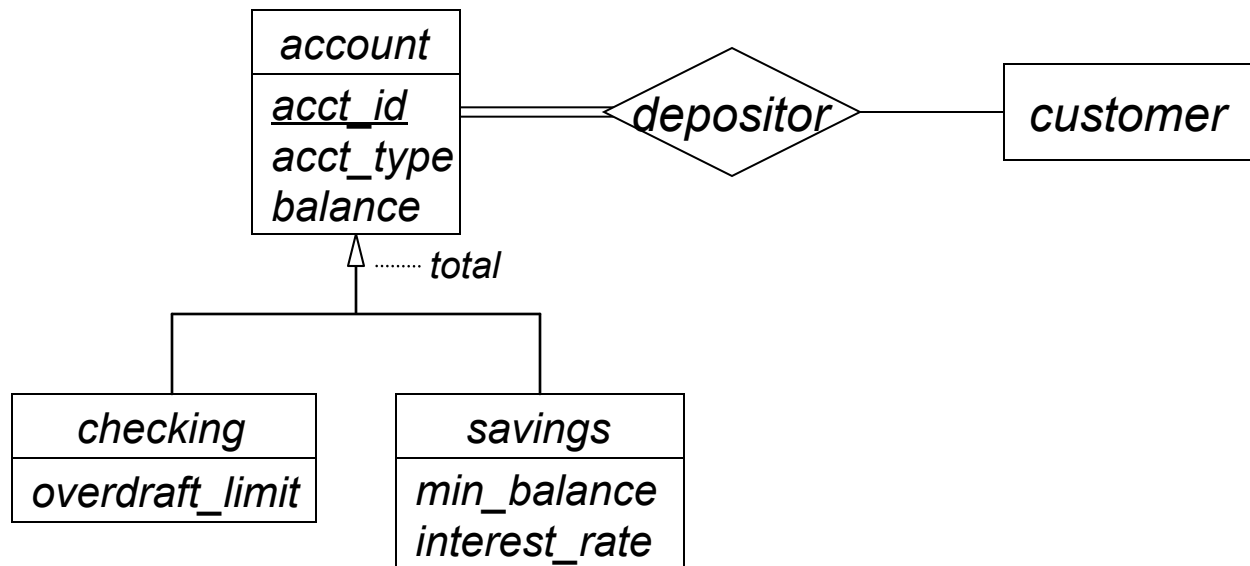 account
acct_id
acct_type
balance
depositor
customer
total
checking
overdraft_limit
savings
min_balance
interest_rate